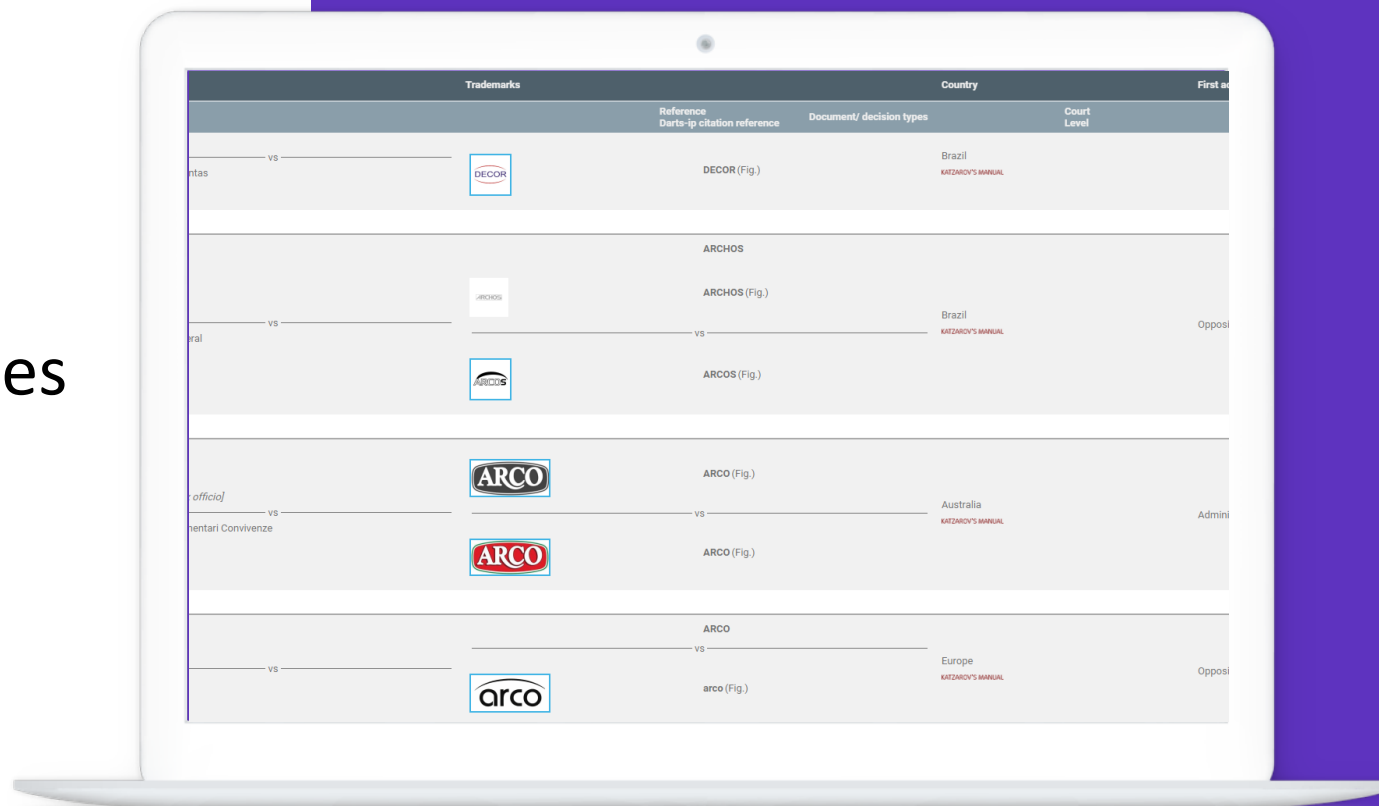 es
Trademarks Country First ac
Reference Document/ decision types Court
Darts-ip citation reference Level
vs
ntas
DECOR
DECOR (Fig.)
Brazil
KATZAROV'S MANUAL
ARCHOS
ARCHOS
ARCHOS (Fig.)
vs
eral
vs
Brazil
KATZAROV'S MANUAL
Opposi
ARCOS
ARCOS (Fig.)
ARCO
ARCO (Fig.)
officio]
vs
mentari Convivenze
vs
Australia
KATZAROV'S MANUAL
Admini
ARCO
ARCO (Fig.)
ARCO
vs
vs
Europe
KATZAROV'S MANUAL
Opposi
arco
arco (Fig.)